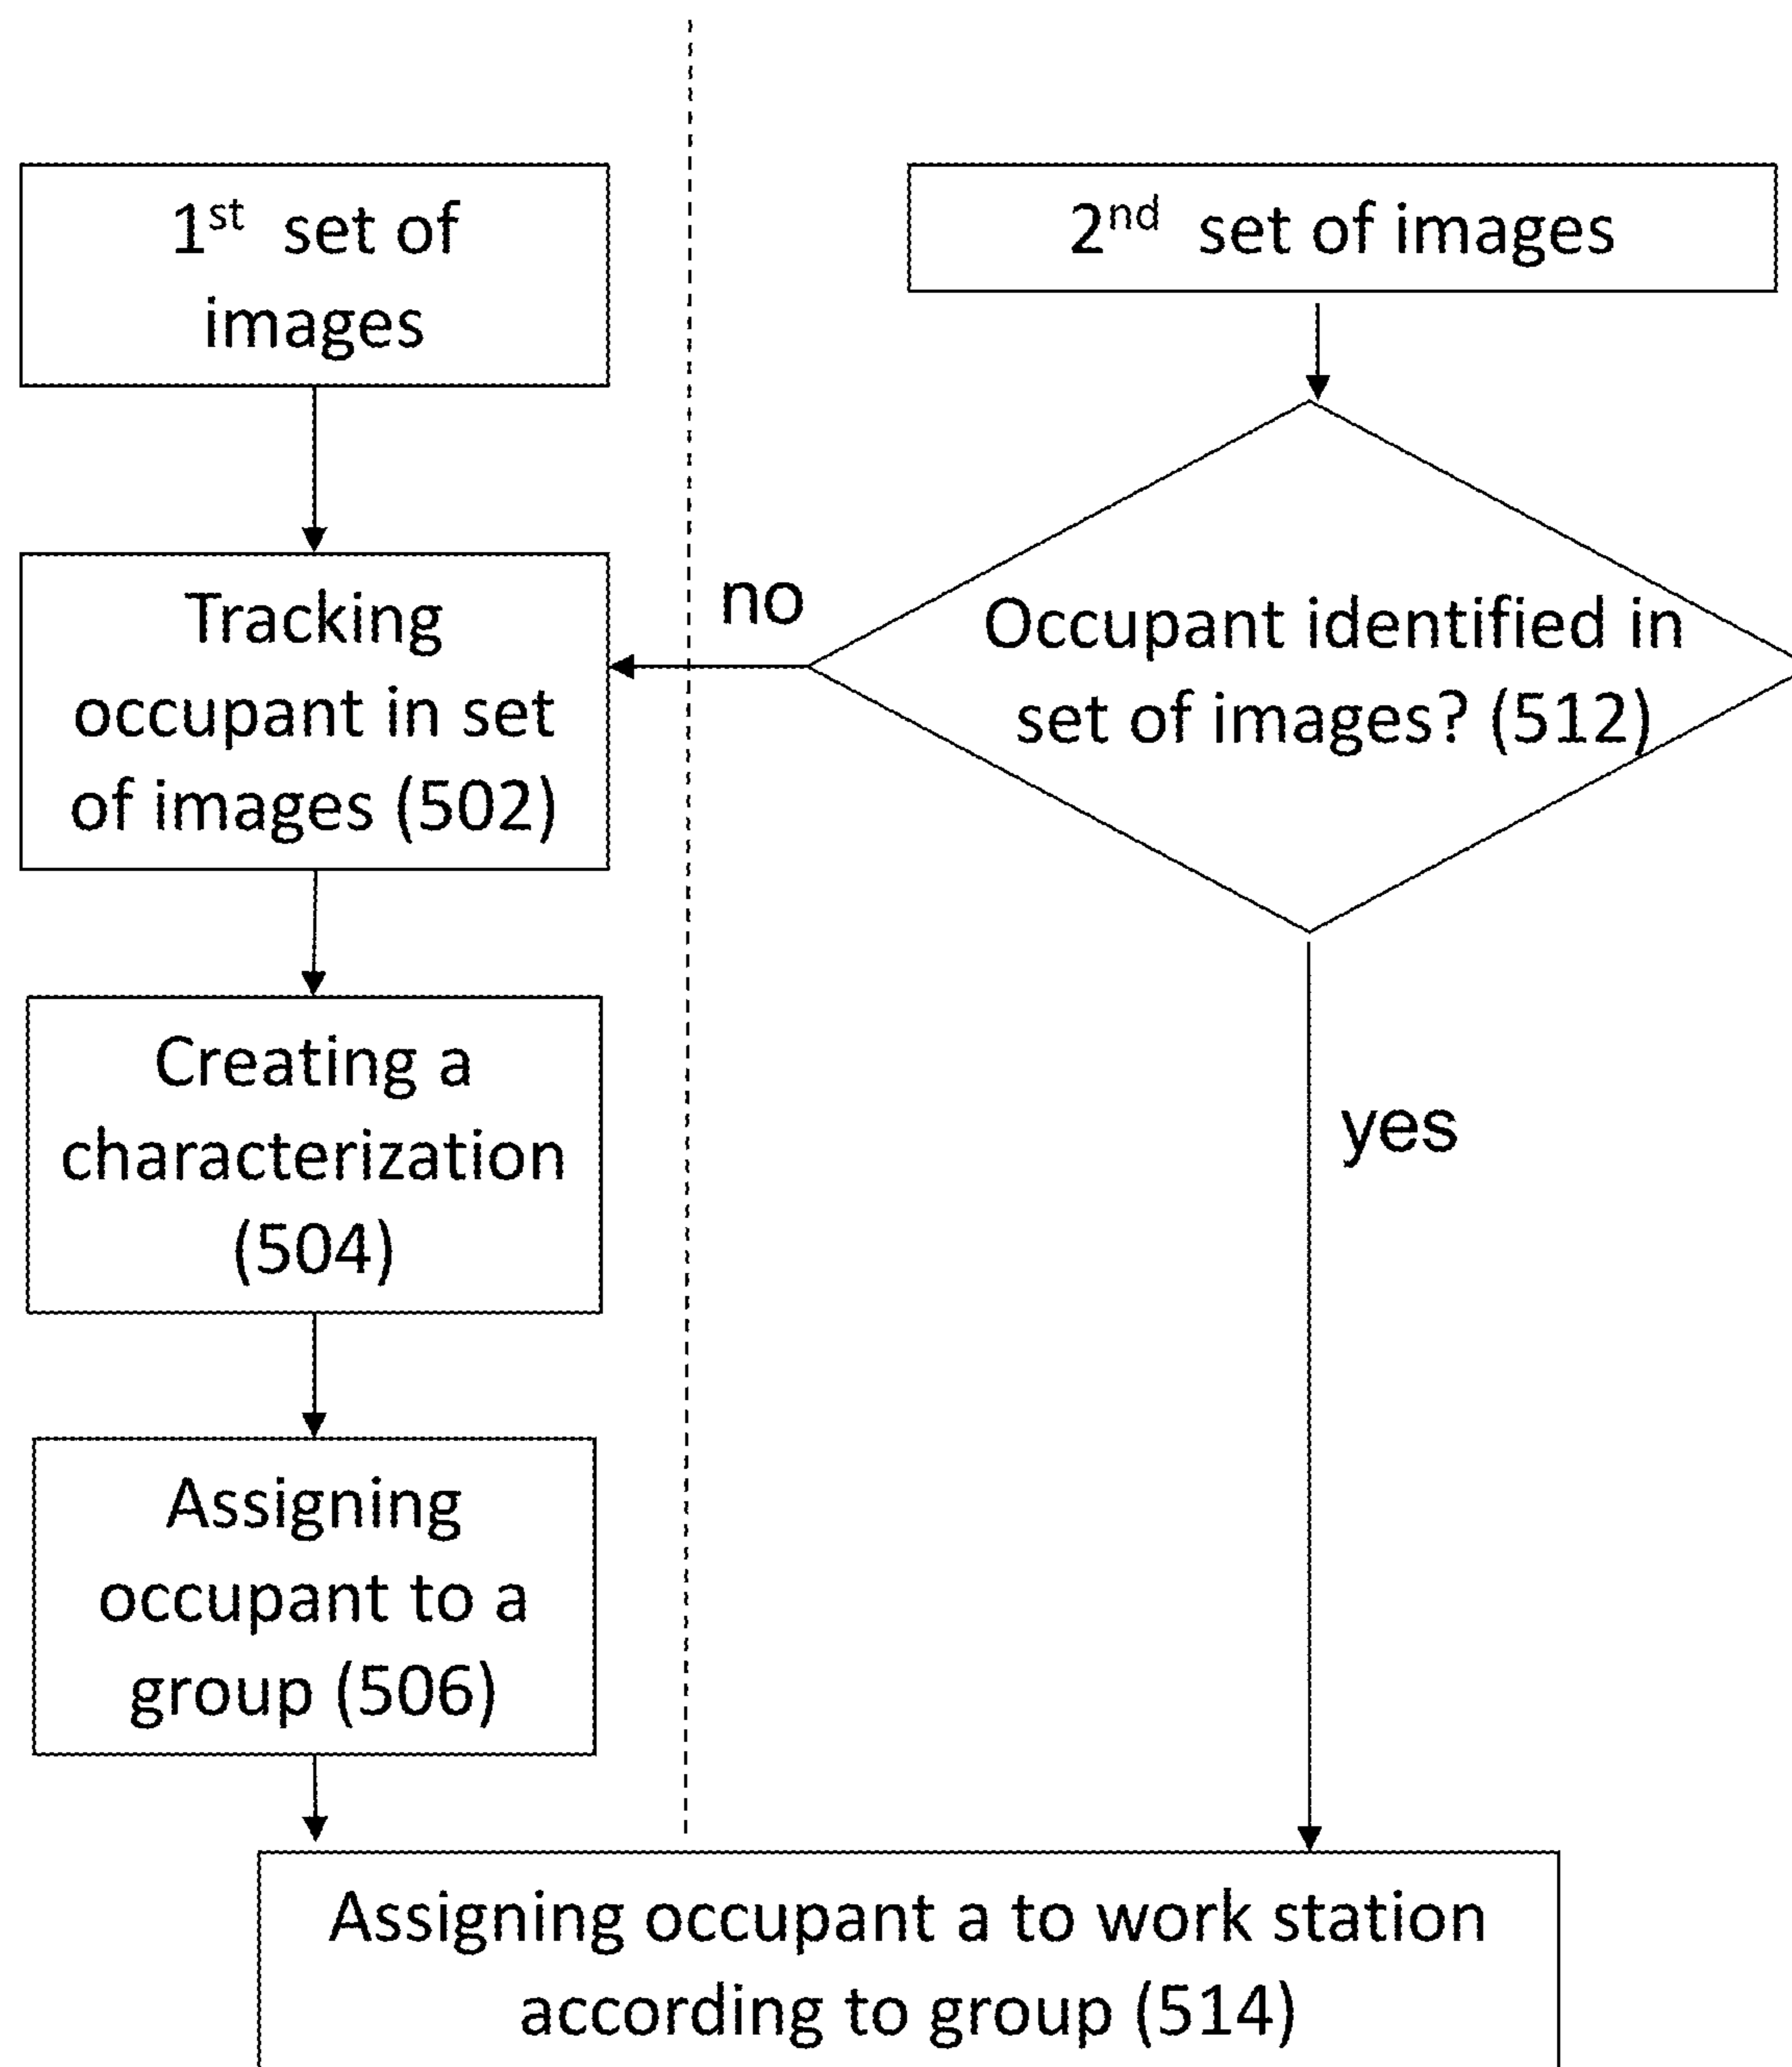 1st set of
images
Tracking
occupant in set
of images (502)
Creating a
characterization
(504)
Assigning
occupant to a
group (506)
2nd set of images
no
Occupant identified in
set of images? (512)
yes
Assigning occupant a to work station
according to group (514)